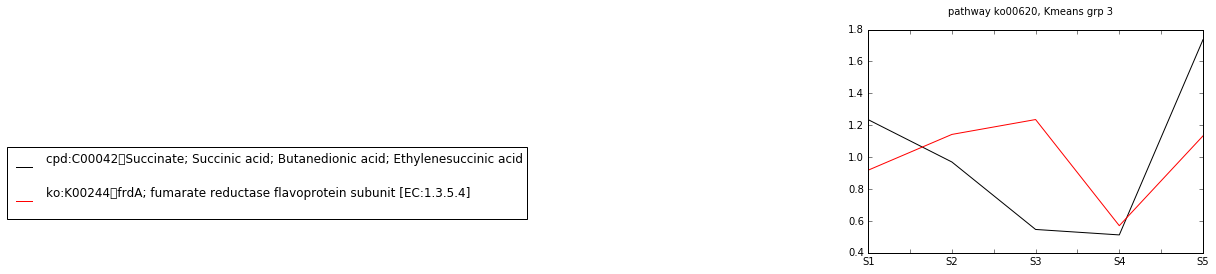 pathway ko00620, Kmeans grp 3
1.8
1.6
1.4
1.2
1.0
0.8
0.6
0.4
S1
S2
S3
S4
S5
cpd:C00042▯Succinate; Succinic acid; Butanedionic acid; Ethylenesuccinic acid
ko:K00244▯frdA; fumarate reductase flavoprotein subunit [EC:1.3.5.4]